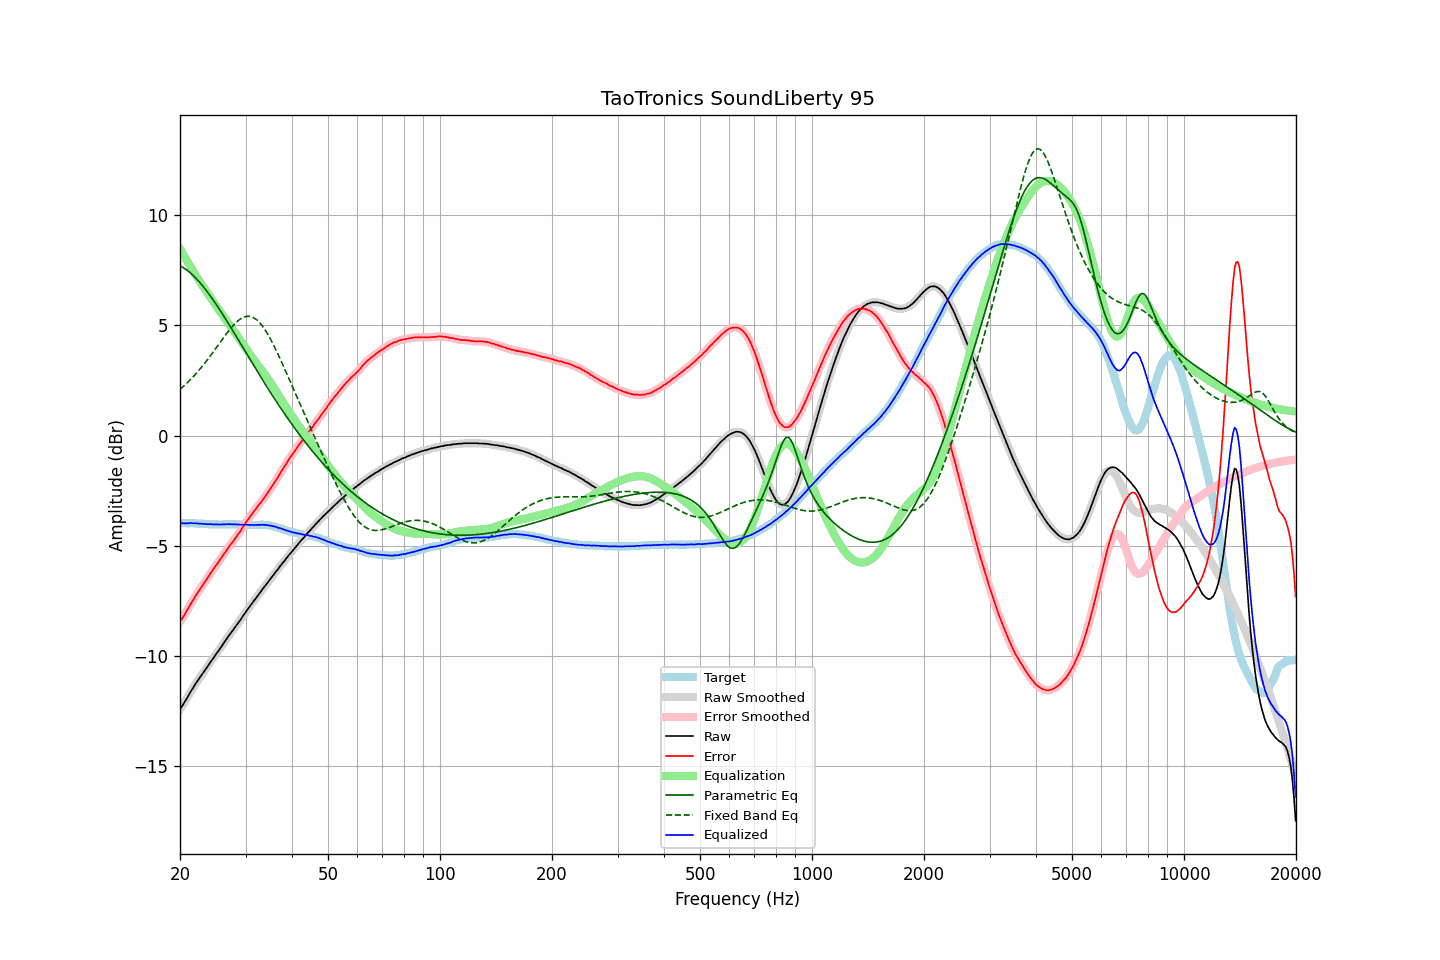 TaoTronics SoundLiberty 95
Amplitude (dBr)
10
5
0
−5
−10
−15
Target
Raw Smoothed
Error Smoothed
Raw
Error
Equalization
Parametric Eq
Fixed Band Eq
Equalized
20 50 100 200 500 1000 2000 5000 10000 20000
Frequency (Hz)